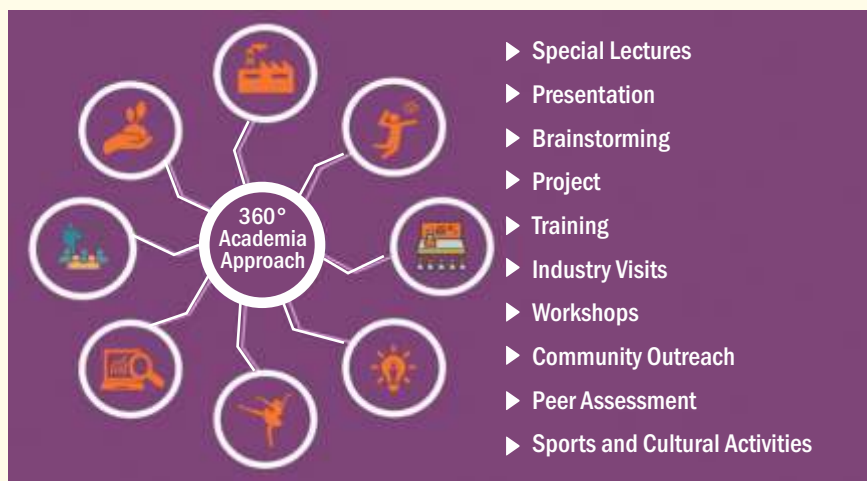 360°
Academia
Approach
Special Lectures
Presentation
Brainstorming
Project
Training
Industry Visits
Workshops
Community Outreach
Peer Assessment
Sports and Cultural Activities